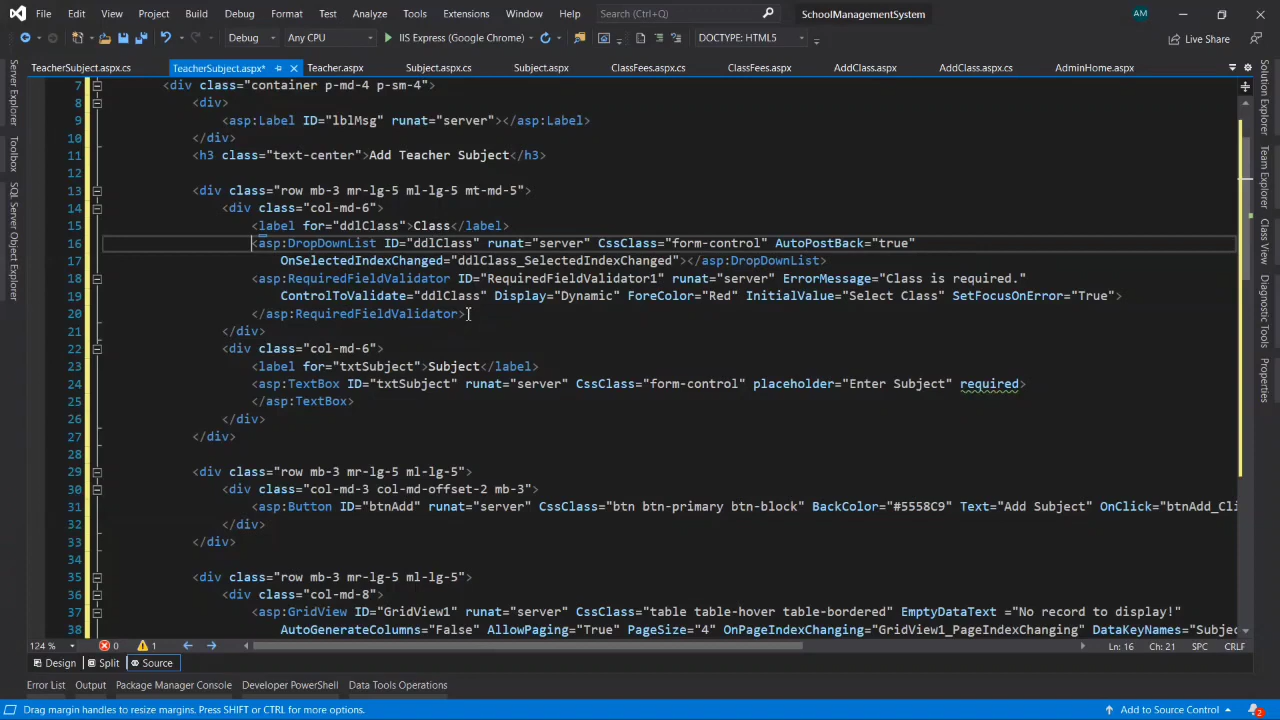 File Edit View Project Build Debug Format Test Analyze Tools Extensions Window Help Search (Ctrl+Q) SchoolManagementSystem AM
Debug Any CPU IIS Express (Google Chrome) DOCTYPE: HTML5 Live Share
TeacherSubject.aspx.cs TeacherSubject.aspx* Teacher.aspx Subject.aspx.cs Subject.aspx ClassFees.aspx.cs ClassFees.aspx AddClass.aspx AddClass.aspx.cs AdminHome.aspx
Server Explorer
Toolbox
SQL Server Object Explorer
7 <div class="container p-md-4 p-sm-4">
8 <div>
9 <asp:Label ID="lblMsg" runat="server"></asp:Label>
10 </div>
11 <h3 class="text-center">Add Teacher Subject</h3>
12
13 <div class="row mb-3 mr-lg-5 ml-lg-5 mt-md-5">
14 <div class="col-md-6">
15 <label for="ddlClass">Class</label>
16 <asp:DropDownList ID="ddlClass" runat="server" CssClass="form-control" AutoPostBack="true"
17 OnSelectedIndexChanged="ddlClass_SelectedIndexChanged"></asp:DropDownList>
18 <asp:RequiredFieldValidator ID="RequiredFieldValidator1" runat="server" ErrorMessage="Class is required."
19 ControlToValidate="ddlClass" Display="Dynamic" ForeColor="Red" InitialValue="Select Class" SetFocusOnError="True">
20 </asp:RequiredFieldValidator>
21 </div>
22 <div class="col-md-6">
23 <label for="txtSubject">Subject</label>
24 <asp:TextBox ID="txtSubject" runat="server" CssClass="form-control" placeholder="Enter Subject" required>
25 </asp:TextBox>
26 </div>
27 </div>
28
29 <div class="row mb-3 mr-lg-5 ml-lg-5">
30 <div class="col-md-3 col-md-offset-2 mb-3">
31 <asp:Button ID="btnAdd" runat="server" CssClass="btn btn-primary btn-block" BackColor="#5558C9" Text="Add Subject" OnClick="btnAdd_Cli
32 </div>
33 </div>
34
35 <div class="row mb-3 mr-lg-5 ml-lg-5">
36 <div class="col-md-8">
37 <asp:GridView ID="GridView1" runat="server" CssClass="table table-hover table-bordered" EmptyDataText ="No record to display!"
38 AutoGenerateColumns="False" AllowPaging="True" PageSize="4" OnPageIndexChanging="GridView1_PageIndexChanging" DataKeyNames="Subjec
Solution Explorer
Team Explorer
Class View
Diagnostic Tools
Properties
124 % 0 1 Ln: 16 Ch: 21 SPC CRLF
Design Split Source
Error List Output Package Manager Console Developer PowerShell Data Tools Operations
Drag margin handles to resize margins. Press SHIFT or CTRL for more options. Add to Source Control 2